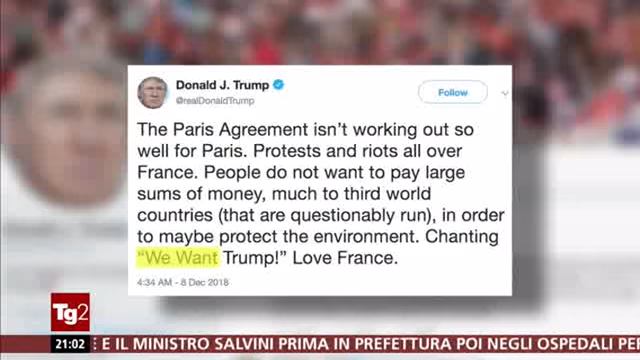 Donald J. Trump
@realDonaldTrump
Follow
The Paris Agreement isn't working out so
well for Paris. Protests and riots all over
France. People do not want to pay large
sums of money, much to third world
countries (that are questionably run), in order
to maybe protect the environment. Chanting
“We Want Trump!” Love France.
4:34 AM - 8 Dec 2018
Tg2
21:02 E IL MINISTRO SALVINI PRIMA IN PREFETTURA POI NEGLI OSPEDALI PE